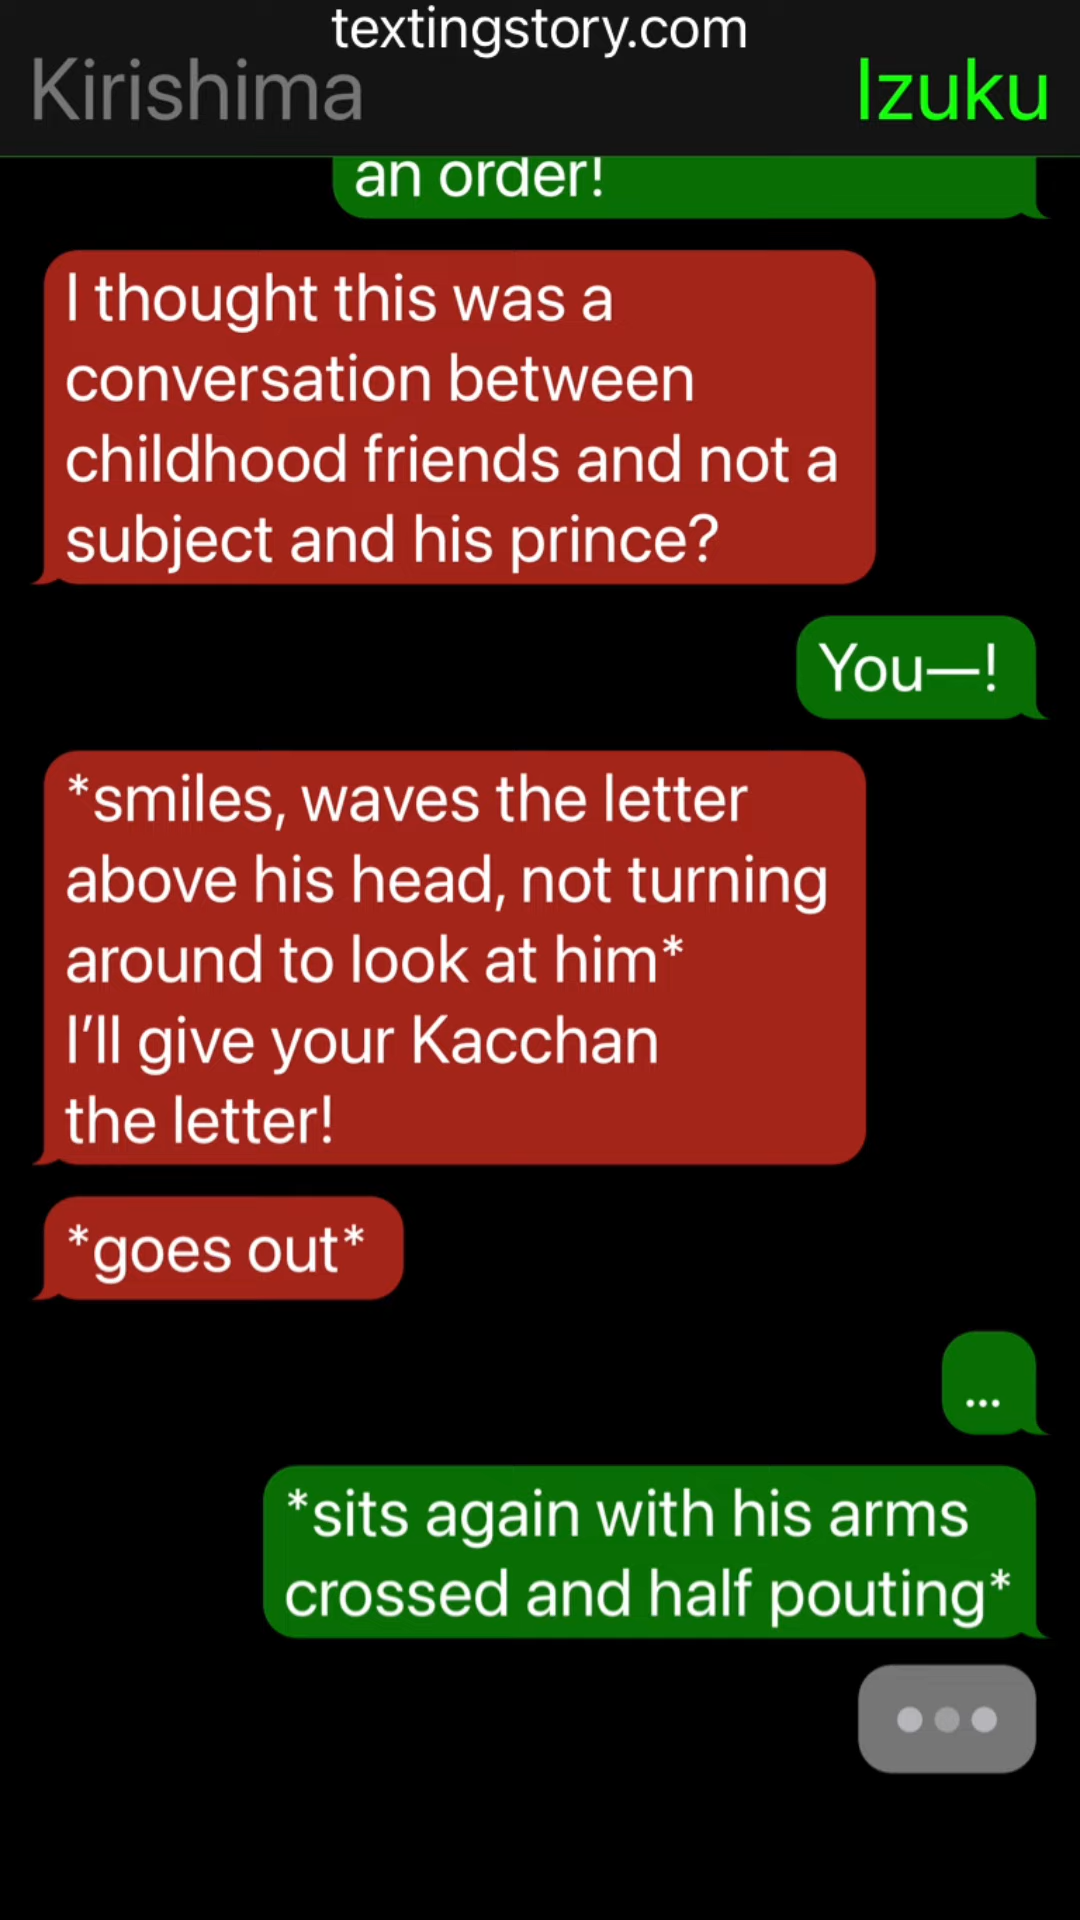 textingstory.com
Kirishima
Izuku
an order!
I thought this was a
conversation between
childhood friends and not a
subject and his prince?
You—!
*smiles, waves the letter
above his head, not turning
around to look at him*
I’ll give your Kacchan
the letter!
*goes out*
...
*sits again with his arms
crossed and half pouting*